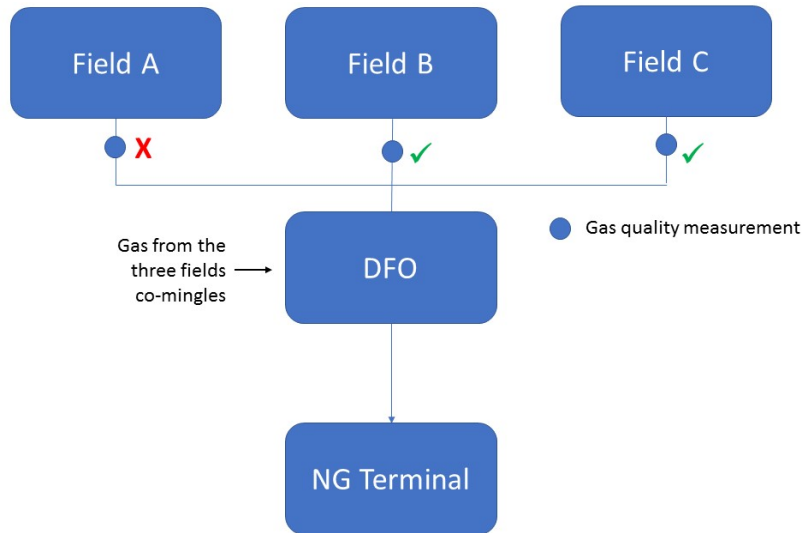 Field A
Field B
Field C
X
✓
✓
Gas quality measurement
Gas from the
three fields
co-mingles
DFO
NG Terminal